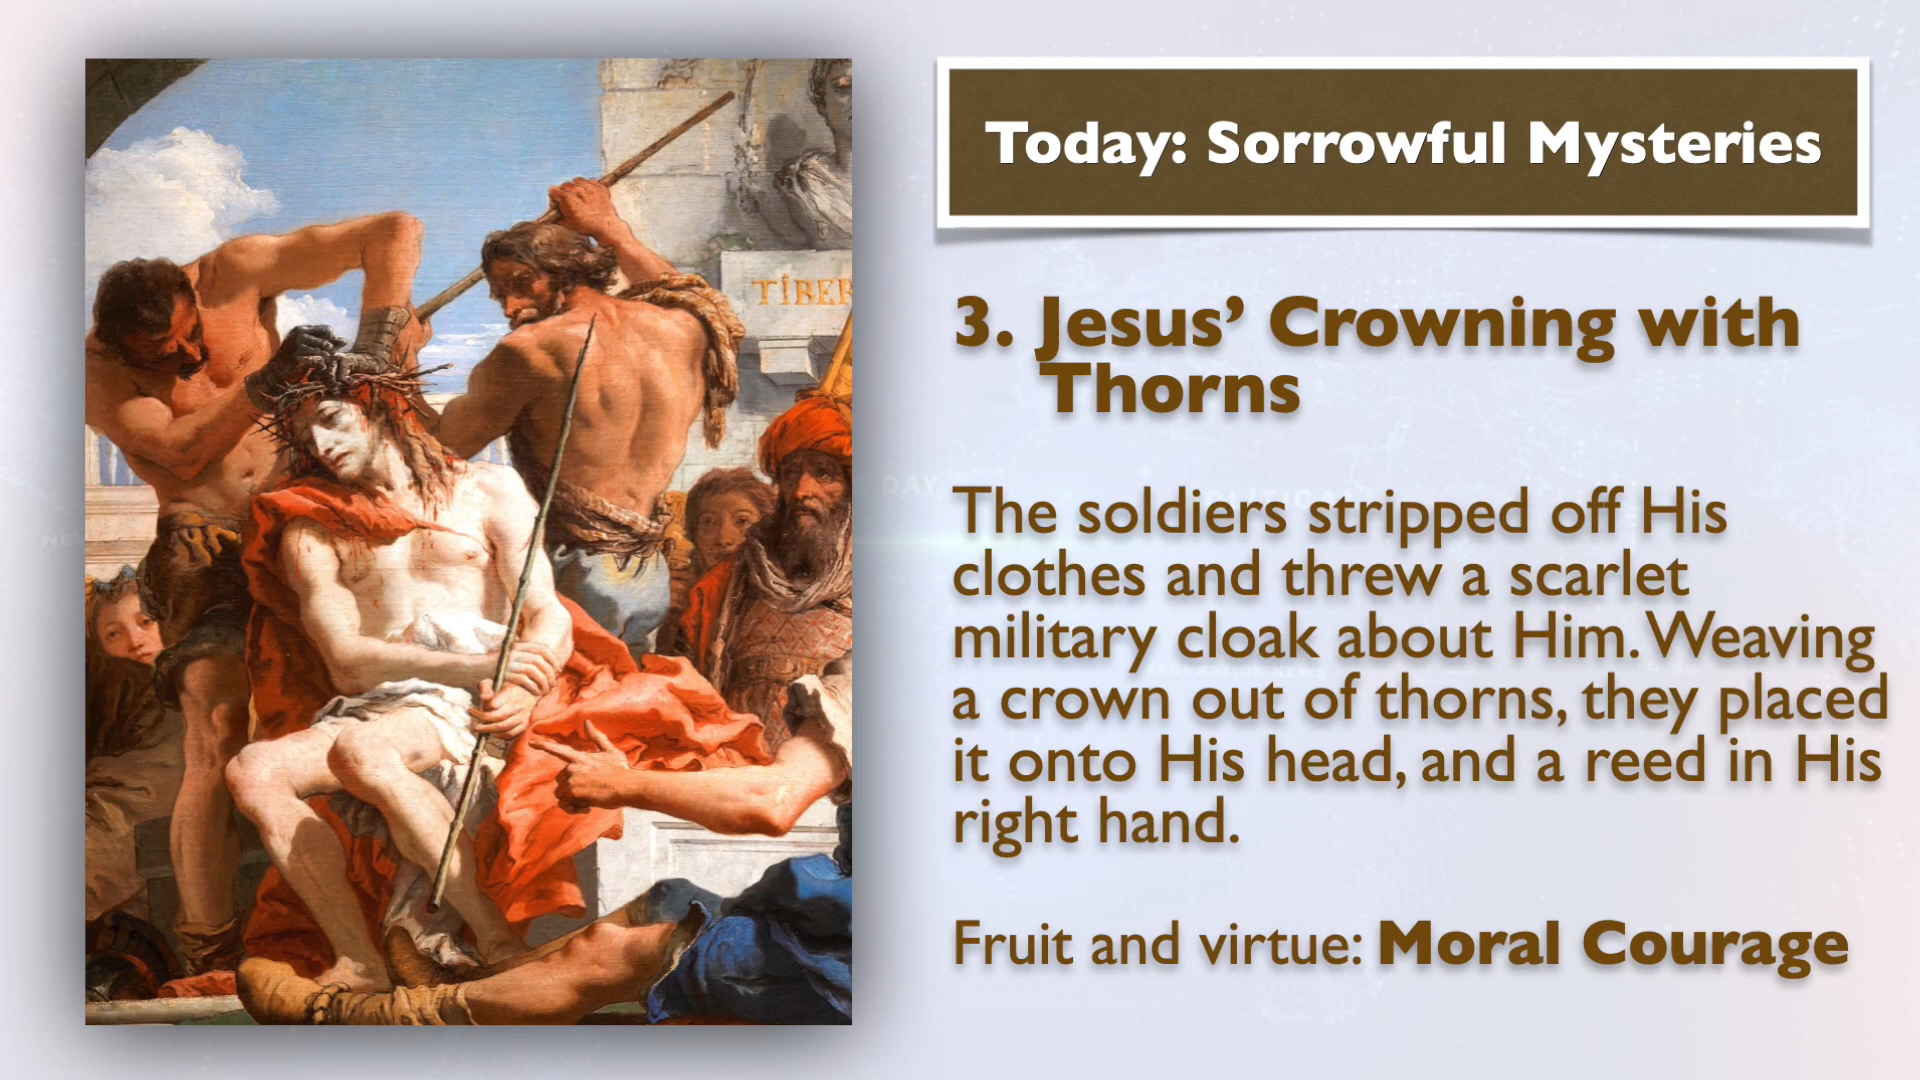 Today: Sorrowful Mysteries
TIBER
3. Jesus’ Crowning with
Thorns
The soldiers stripped off His
clothes and threw a scarlet
military cloak about Him. Weaving
a crown out of thorns, they placed
it onto His head, and a reed in His
right hand.
Fruit and virtue: Moral Courage